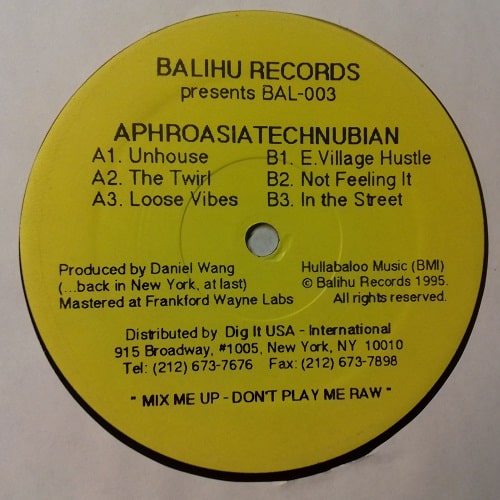 BALIHU RECORDS
presents BAL-003
APHROASIATECHNUBIAN
A1. Unhouse B1. E.Village Hustle
A2. The Twirl B2. Not Feeling It
A3. Loose Vibes B3. In the Street
Produced by Daniel Wang Hullabaloo Music (BMI)
(...back in New York, at last) © Balihu Records 1995.
Mastered at Frankford Wayne Labs All rights reserved.
Distributed by Dig It USA - International
915 Broadway, #1005, New York, NY 10010
Tel: (212) 673-7676 Fax: (212) 673-7898
" MIX ME UP - DON'T PLAY ME RAW "